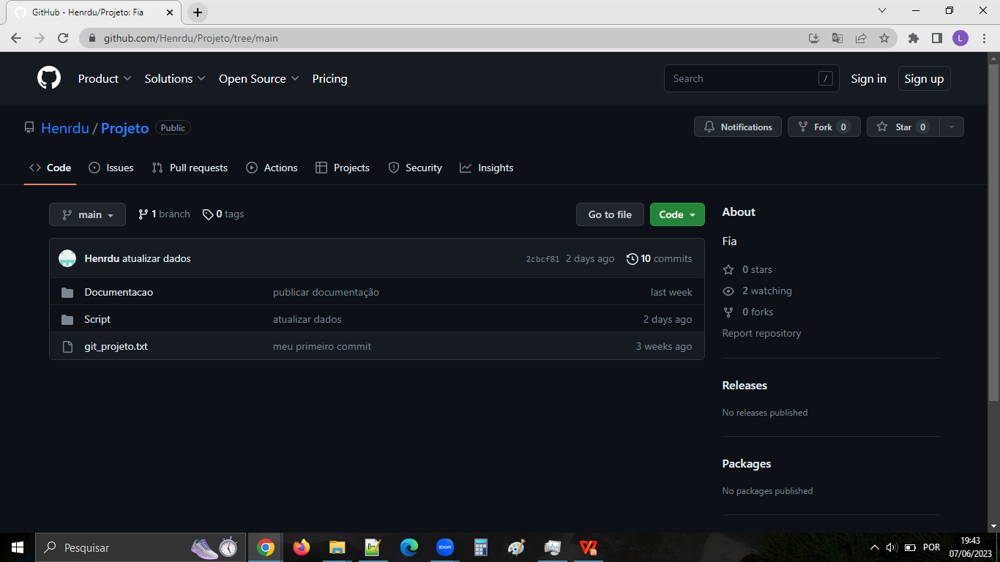 GitHub - Henrdu/Projeto: Fia
github.com/Henrdu/Projeto/tree/main
L
Product Solutions Open Source Pricing
Search /
Sign in Sign up
Henrdu / Projeto Public
Notifications Fork 0 Star 0
Code Issues Pull requests Actions Projects Security Insights
main 1 branch 0 tags
Go to file Code
Henrdu atualizar dados 2cbcf81 2 days ago 10 commits
Documentacao publicar documentação last week
Script atualizar dados 2 days ago
git_projeto.txt meu primeiro commit 3 weeks ago
About
Fia
0 stars
2 watching
0 forks
Report repository
Releases
No releases published
Packages
No packages published
Pesquisar
zoom
POR
19:43
07/06/2023